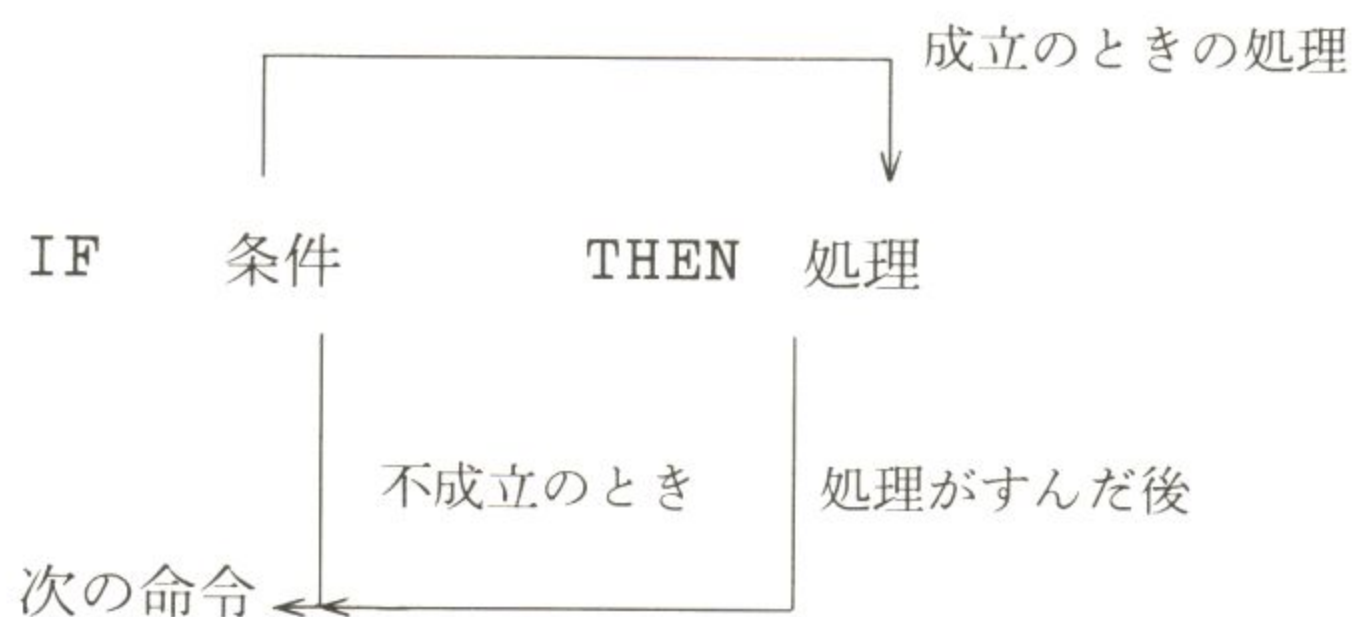 成立のときの処理
IF 条件 THEN 処理
不成立のとき 処理がすんだ後
次の命令